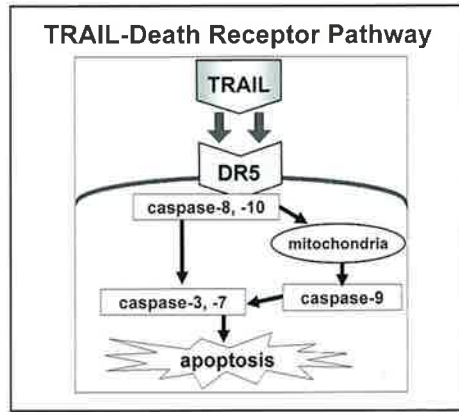 TRAIL-Death Receptor Pathway
TRAIL
DR5
caspase-8, -10
mitochondria
caspase-3, -7
caspase-9
apoptosis